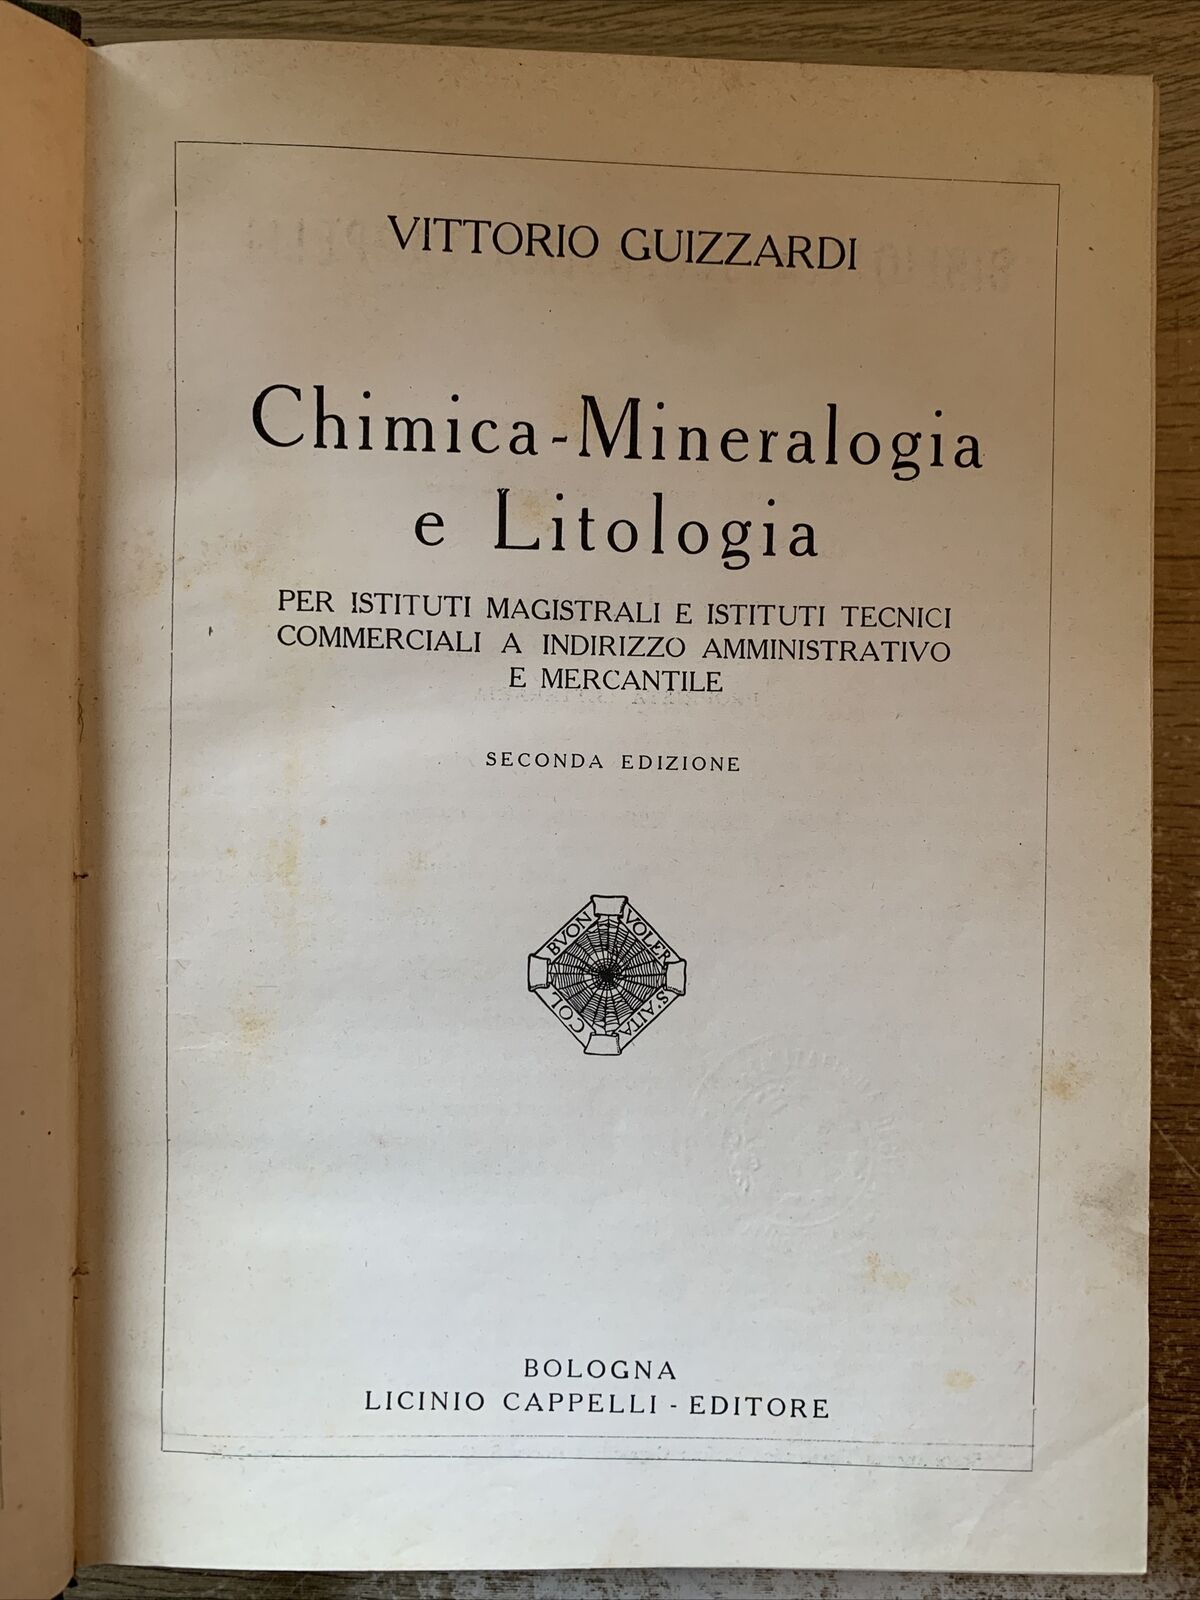 VITTORIO GUIZZARDI
Chimica-Mineralogia
e Litologia
PER ISTITUTI MAGISTRALI E ISTITUTI TECNICI
COMMERCIALI A INDIRIZZO AMMINISTRATIVO
E MERCANTILE
SECONDA EDIZIONE
COL BVON VOLER S'AITA
BOLOGNA
LICINIO CAPPELLI - EDITORE